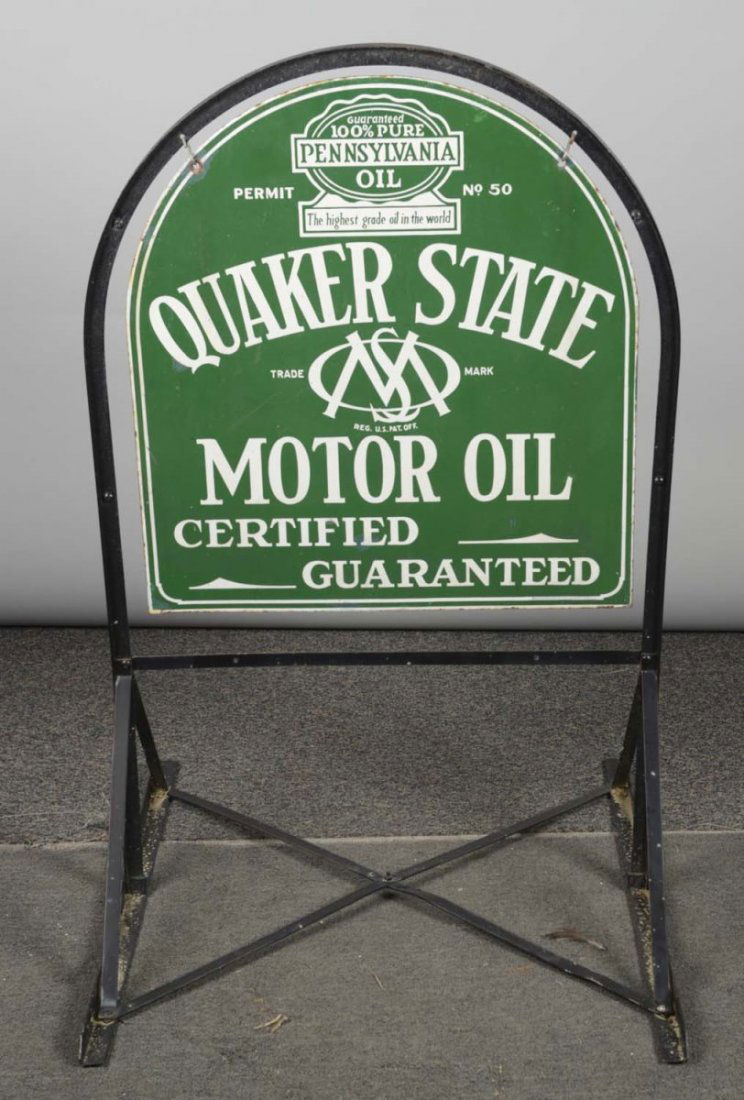 Guaranteed
100% PURE
PENNSYLVANIA
OIL
PERMIT Nº 50
The highest grade oil in the world
QUAKER STATE
TRADE QSMO MARK
REG. U.S. PAT. OFF.
MOTOR OIL
CERTIFIED
GUARANTEED